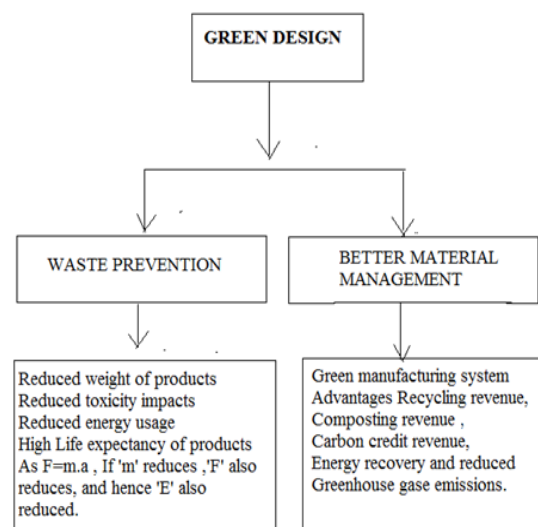 GREEN DESIGN
WASTE PREVENTION
BETTER MATERIAL
MANAGEMENT
Reduced weight of products
Reduced toxicity impacts
Reduced energy usage
High Life expectancy of products
As F=m.a , If 'm' reduces ,'F' also
reduces, and hence 'E' also
reduced.
Green manufacturing system
Advantages Recycling revenue,
Composting revenue ,
Carbon credit revenue,
Energy recovery and reduced
Greenhouse gase emissions.